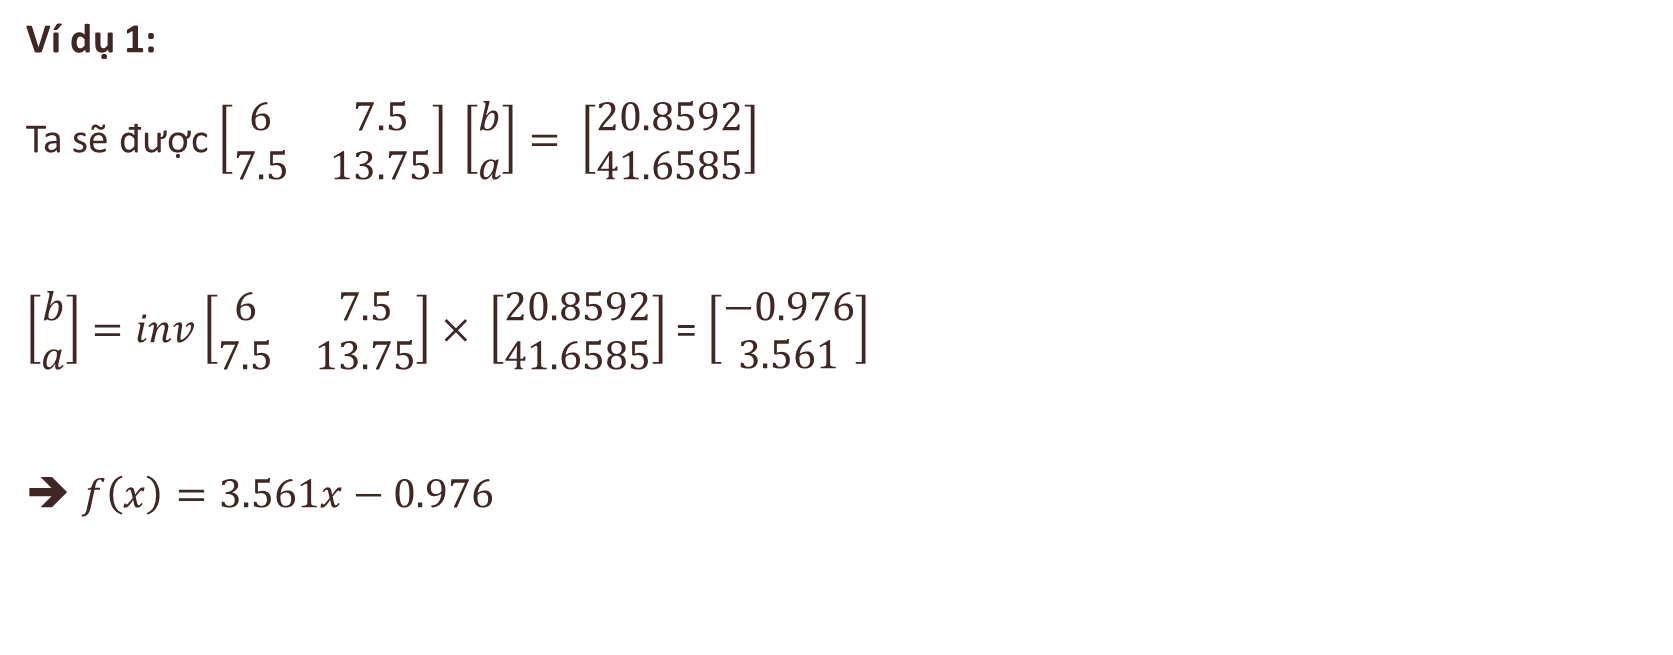 Ví dụ 1:
Ta sẽ được [6 7.5; 7.5 13.75] [b; a] = [20.8592; 41.6585]
[b; a] = inv [6 7.5; 7.5 13.75] × [20.8592; 41.6585] = [−0.976; 3.561]
➔ f(x) = 3.561x − 0.976